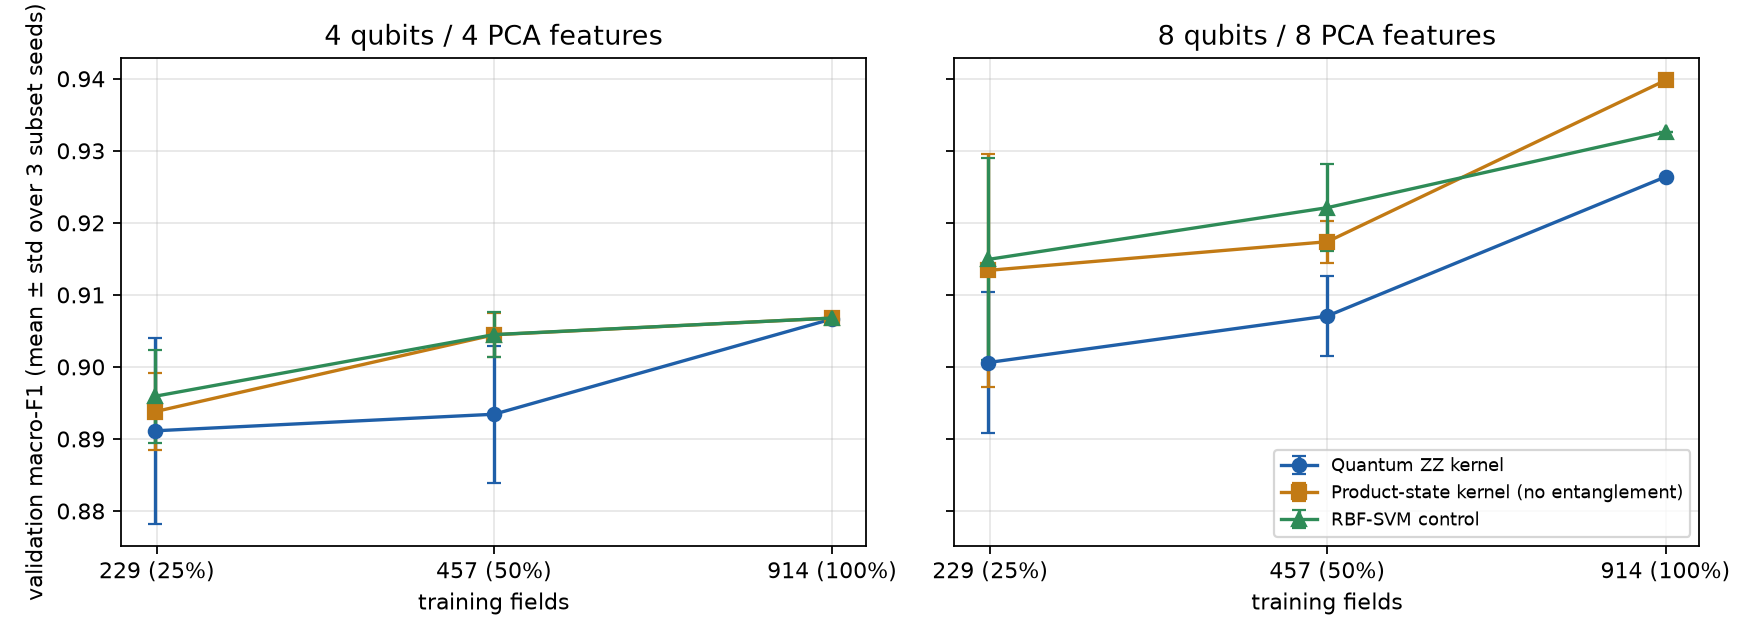 4 qubits / 4 PCA features
8 qubits / 8 PCA features
validation macro-F1 (mean ± std over 3 subset seeds)
0.94
0.93
0.92
0.91
0.90
0.89
0.88
229 (25%)
457 (50%)
914 (100%)
229 (25%)
457 (50%)
914 (100%)
training fields
training fields
Quantum ZZ kernel
Product-state kernel (no entanglement)
RBF-SVM control